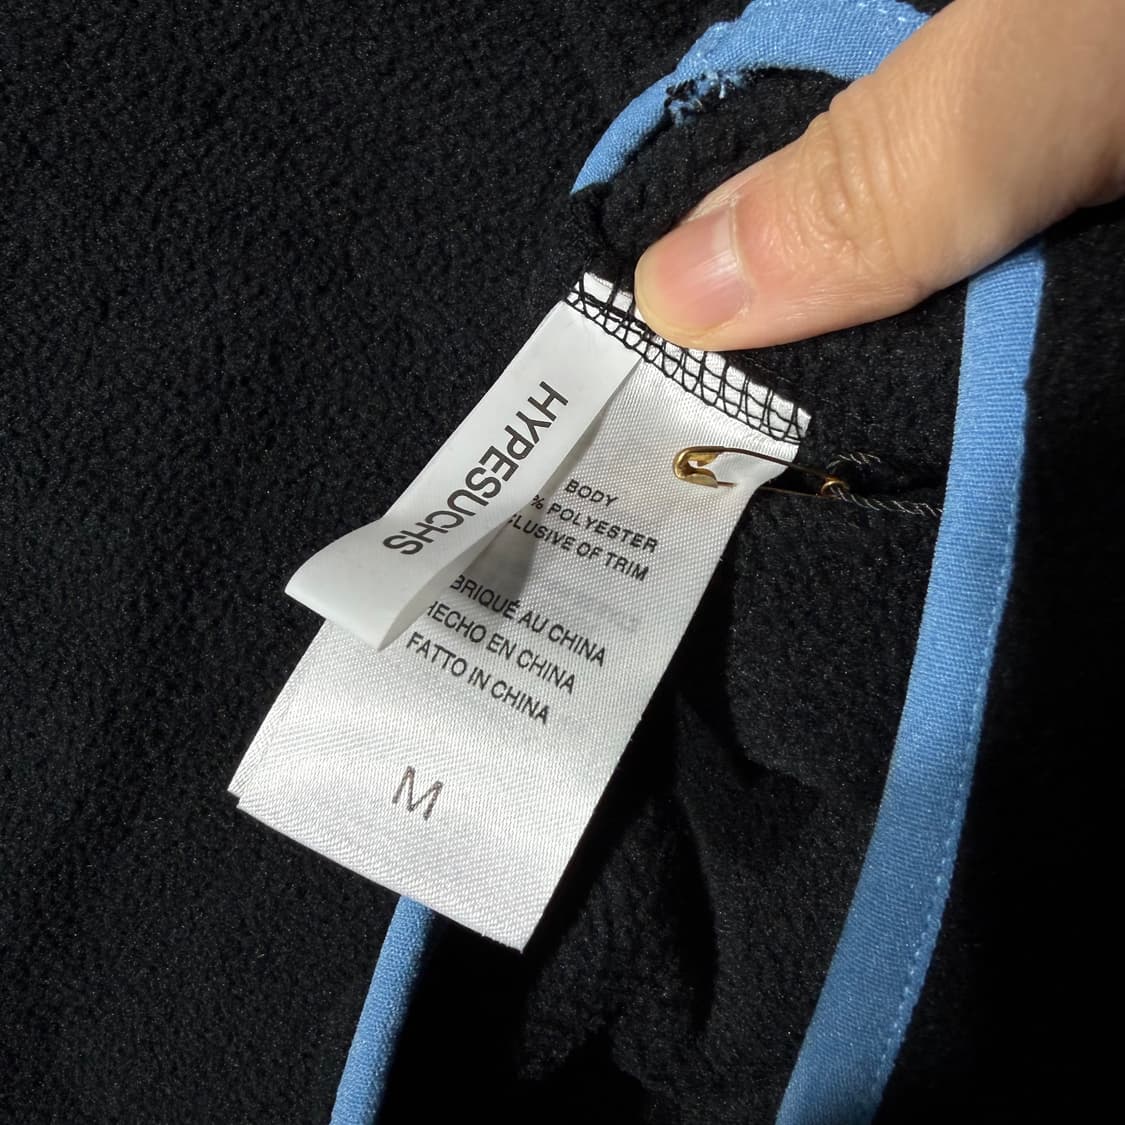 HYPESUCHS
BODY
% POLYESTER
CLUSIVE OF TRIM
BRIQUÉ AU CHINA
HECHO EN CHINA
FATTO IN CHINA
M